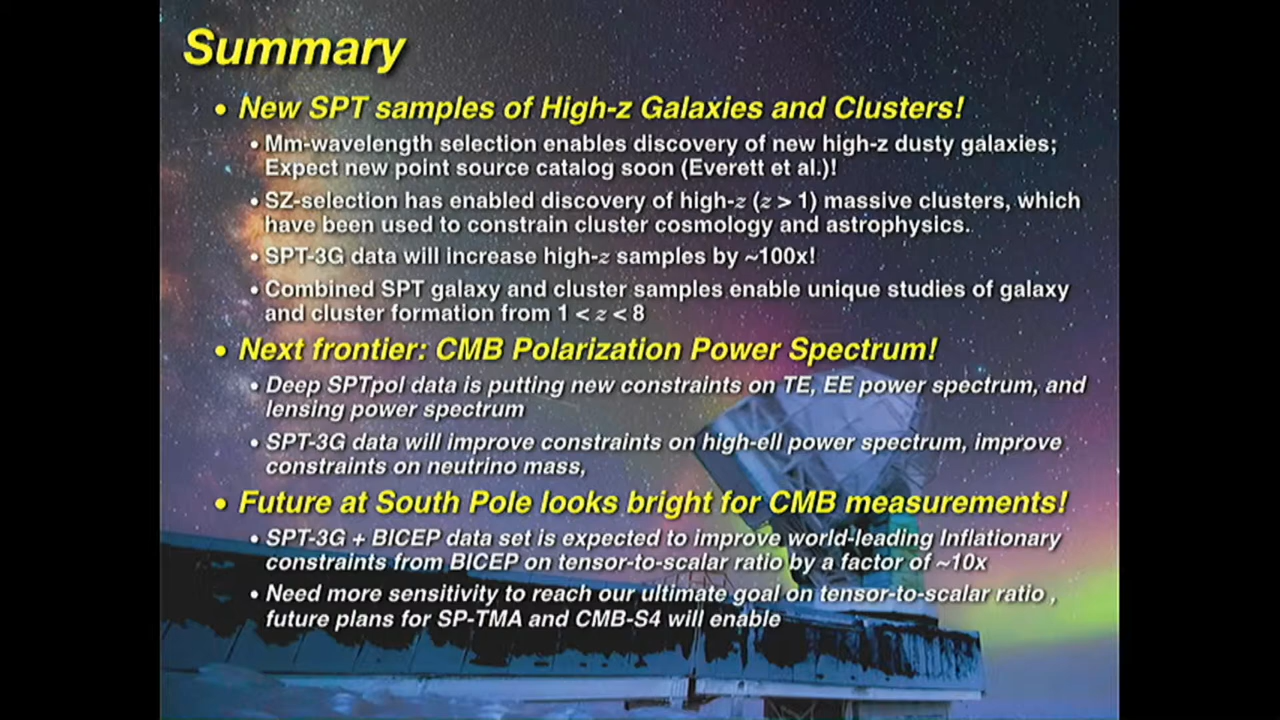 Summary
• New SPT samples of High-z Galaxies and Clusters!
• Mm-wavelength selection enables discovery of new high-z dusty galaxies;
Expect new point source catalog soon (Everett et al.)!
• SZ-selection has enabled discovery of high-z (z > 1) massive clusters, which
have been used to constrain cluster cosmology and astrophysics.
• SPT-3G data will increase high-z samples by ~100x!
• Combined SPT galaxy and cluster samples enable unique studies of galaxy
and cluster formation from 1 < z < 8
• Next frontier: CMB Polarization Power Spectrum!
• Deep SPTpol data is putting new constraints on TE, EE power spectrum, and
lensing power spectrum
• SPT-3G data will improve constraints on high-ell power spectrum, improve
constraints on neutrino mass,
• Future at South Pole looks bright for CMB measurements!
• SPT-3G + BICEP data set is expected to improve world-leading Inflationary
constraints from BICEP on tensor-to-scalar ratio by a factor of ~10x
• Need more sensitivity to reach our ultimate goal on tensor-to-scalar ratio ,
future plans for SP-TMA and CMB-S4 will enable